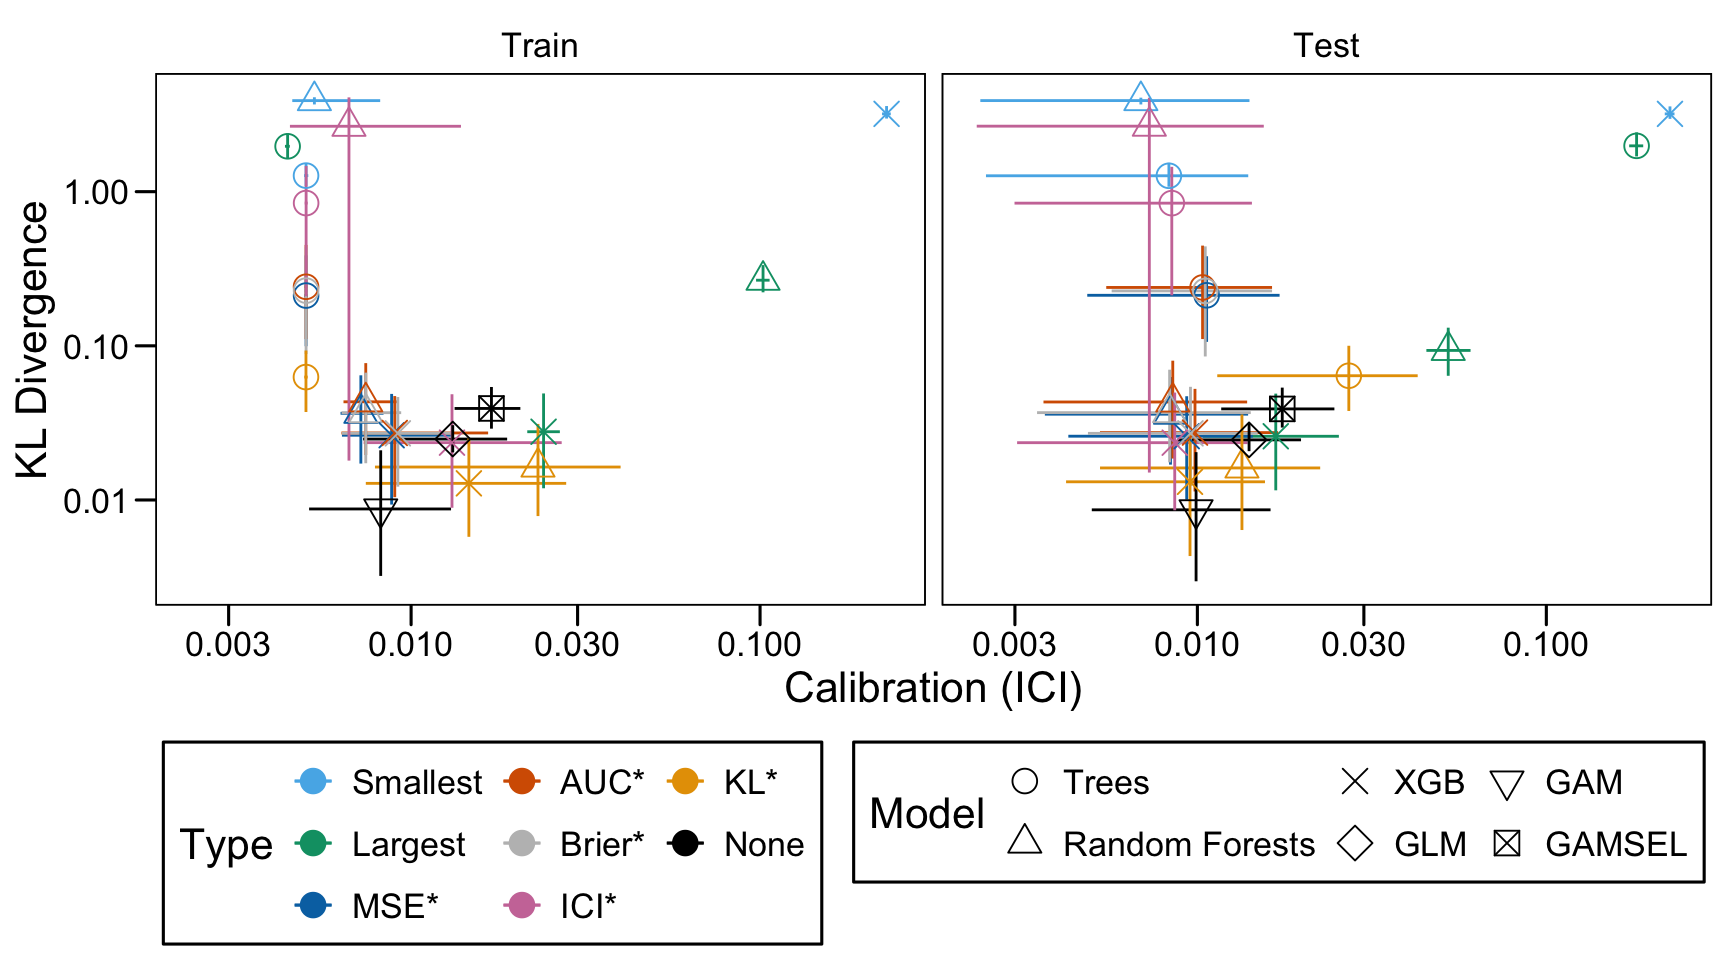 Train
Test
KL Divergence
1.00
0.10
0.01
0.003 0.010 0.030 0.100
0.003 0.010 0.030 0.100
Calibration (ICI)
Type
Smallest AUC* KL*
Largest Brier* None
MSE* ICI*
Model
Trees XGB GAM
Random Forests GLM GAMSEL